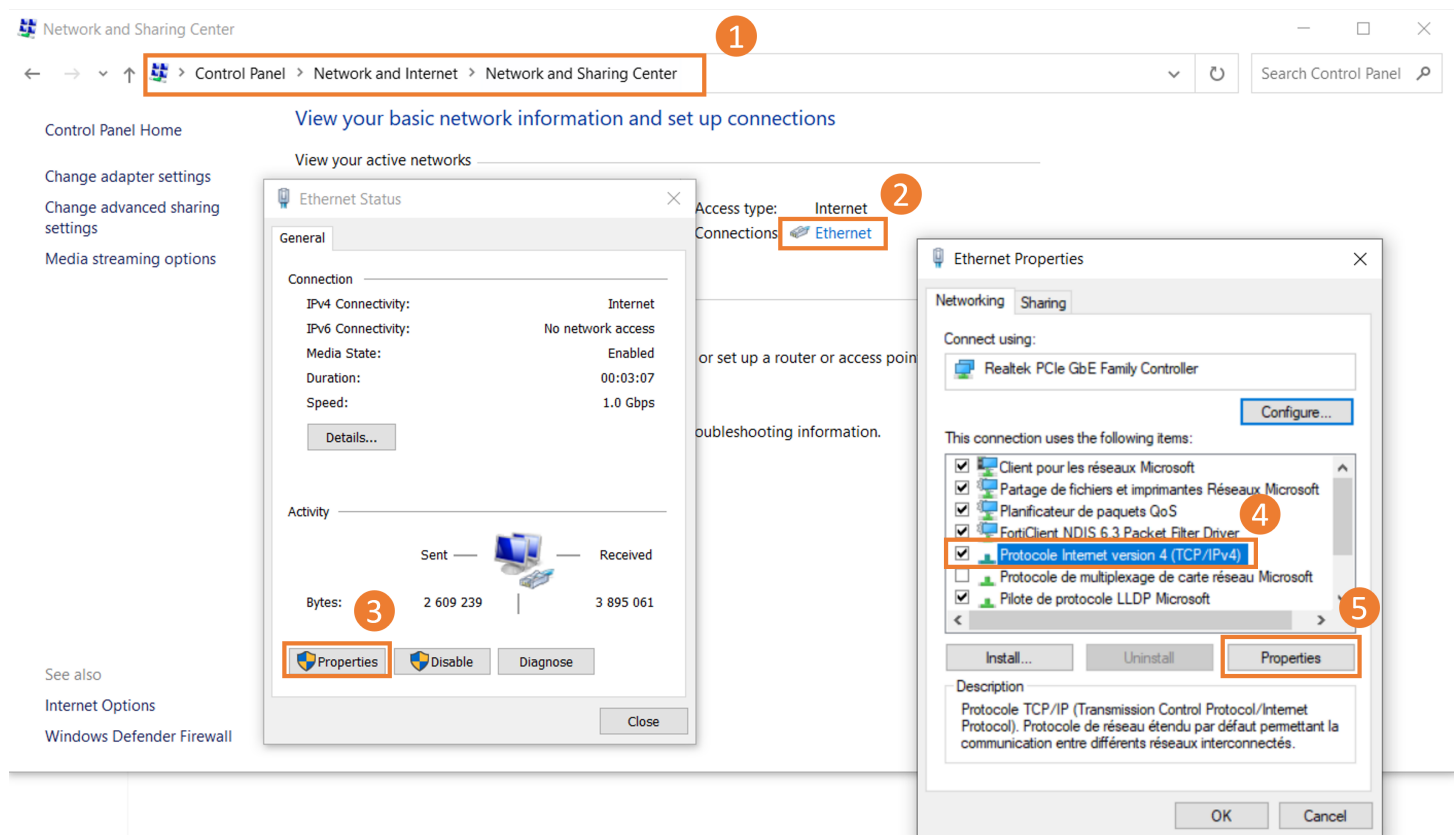 Network and Sharing Center
1
Control Panel > Network and Internet > Network and Sharing Center
Search Control Panel
Control Panel Home
Change adapter settings
Change advanced sharing
settings
Media streaming options
See also
Internet Options
Windows Defender Firewall
View your basic network information and set up connections
View your active networks
Access type: Internet
2
Connections Ethernet
or set up a router or access poin
oubleshooting information.
Ethernet Status
General
Connection
IPv4 Connectivity: Internet
IPv6 Connectivity: No network access
Media State: Enabled
Duration: 00:03:07
Speed: 1.0 Gbps
Details...
Activity
Sent — — Received
Bytes: 2 609 239 3 895 061
3
Properties Disable Diagnose
Close
Ethernet Properties
Networking Sharing
Connect using:
Realtek PCIe GbE Family Controller
Configure...
This connection uses the following items:
Client pour les réseaux Microsoft
Partage de fichiers et imprimantes Réseaux Microsoft
Planificateur de paquets QoS
4
FortiClient NDIS 6.3 Packet Filter Driver
Protocole Internet version 4 (TCP/IPv4)
Protocole de multiplexage de carte réseau Microsoft
Pilote de protocole LLDP Microsoft
5
Install... Uninstall Properties
Description
Protocole TCP/IP (Transmission Control Protocol/Internet
Protocol). Protocole de réseau étendu par défaut permettant la
communication entre différents réseaux interconnectés.
OK Cancel